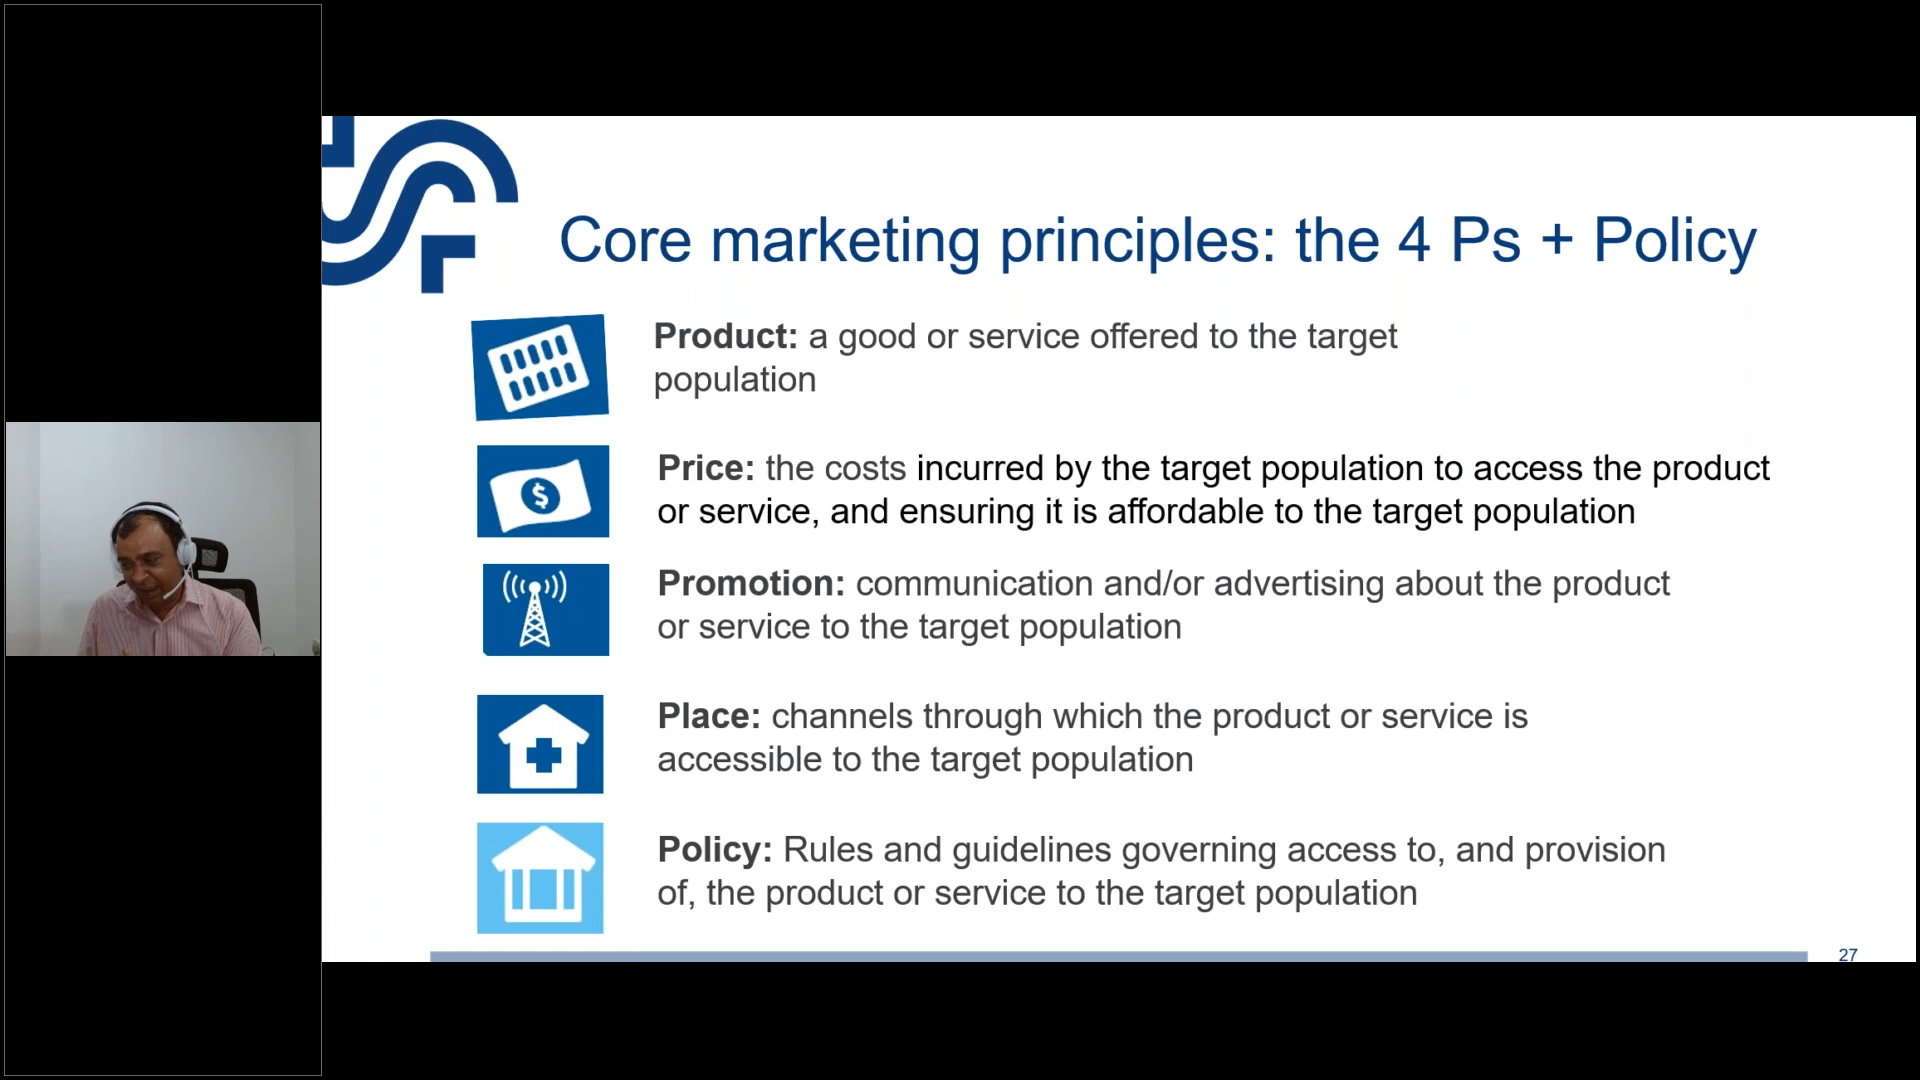 Core marketing principles: the 4 Ps + Policy
Product: a good or service offered to the target
population
$
Price: the costs incurred by the target population to access the product
or service, and ensuring it is affordable to the target population
Promotion: communication and/or advertising about the product
or service to the target population
Place: channels through which the product or service is
accessible to the target population
Policy: Rules and guidelines governing access to, and provision
of, the product or service to the target population
27